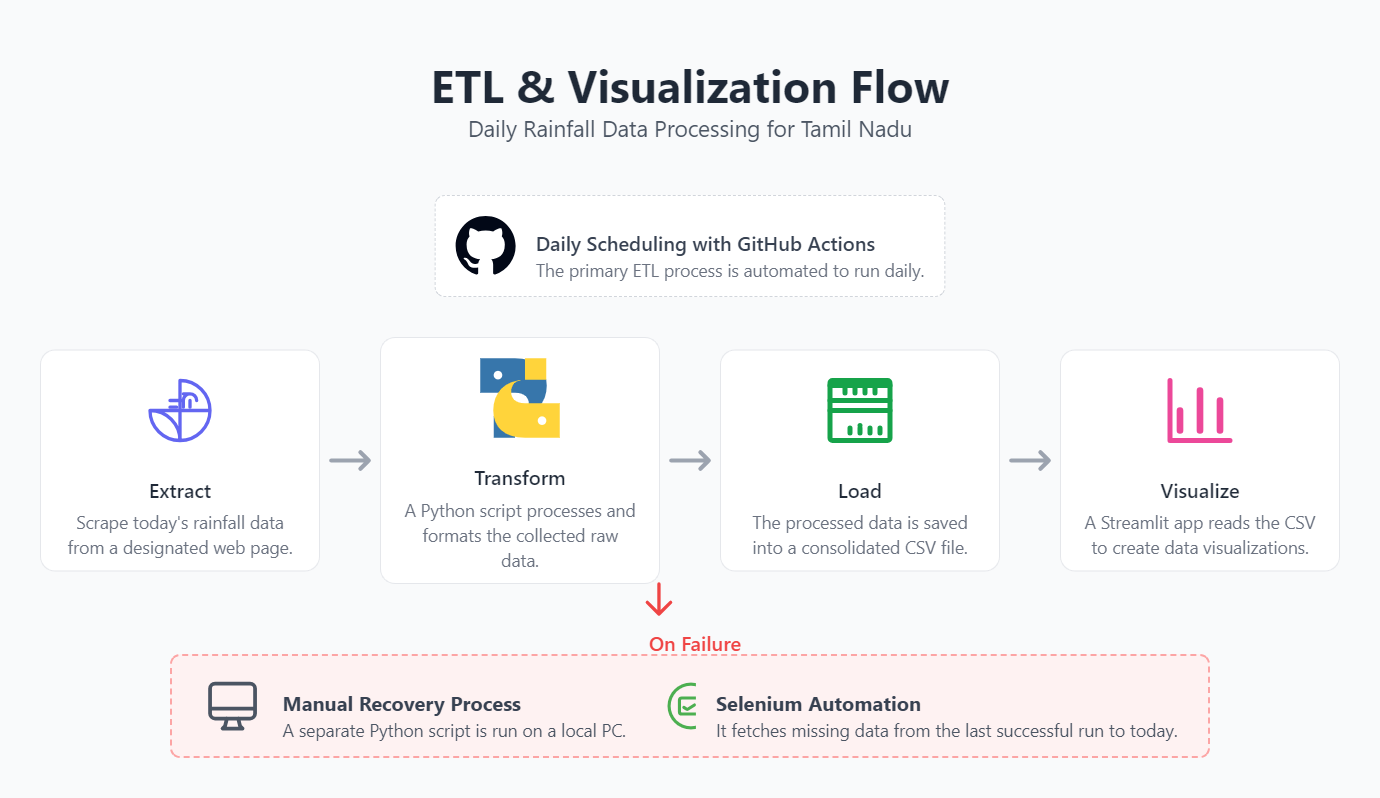 ETL & Visualization Flow
Daily Rainfall Data Processing for Tamil Nadu
Daily Scheduling with GitHub Actions
The primary ETL process is automated to run daily.
Extract
Scrape today's rainfall data
from a designated web page.
Transform
A Python script processes and
formats the collected raw
data.
Load
The processed data is saved
into a consolidated CSV file.
Visualize
A Streamlit app reads the CSV
to create data visualizations.
On Failure
Manual Recovery Process
A separate Python script is run on a local PC.
Selenium Automation
It fetches missing data from the last successful run to today.